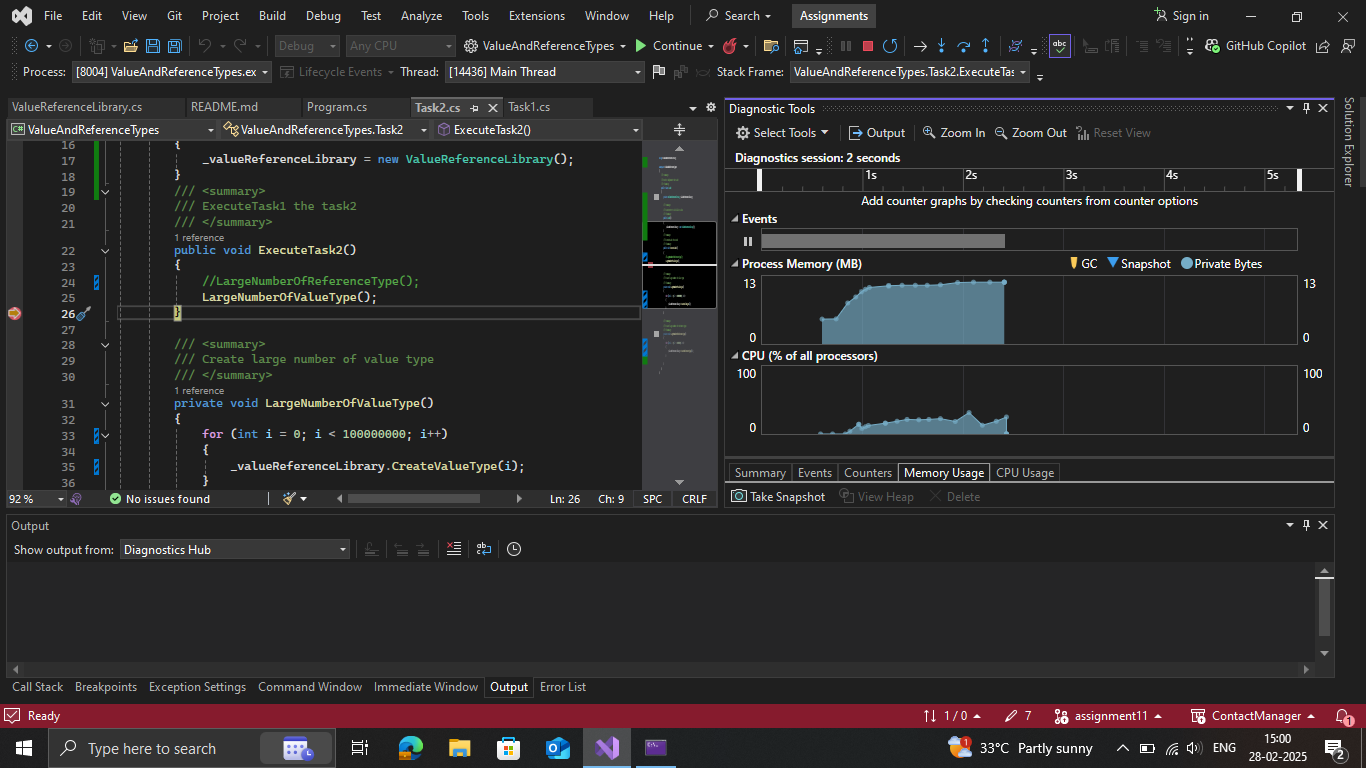 File Edit View Git Project Build Debug Test Analyze Tools Extensions Window Help Search Assignments Sign in
Debug Any CPU ValueAndReferenceTypes Continue abc GitHub Copilot
Process: [8004] ValueAndReferenceTypes.ex Lifecycle Events Thread: [14436] Main Thread Stack Frame: ValueAndReferenceTypes.Task2.ExecuteTas
ValueReferenceLibrary.cs README.md Program.cs Task2.cs Task1.cs
C# ValueAndReferenceTypes ValueAndReferenceTypes.Task2 ExecuteTask2()
16 {
17 _valueReferenceLibrary = new ValueReferenceLibrary();
18 }
19 /// <summary>
20 /// ExecuteTask1 the task2
21 /// </summary>
1 reference
22 public void ExecuteTask2()
23 {
24 //LargeNumberOfReferenceType();
25 LargeNumberOfValueType();
26 }
27
28 /// <summary>
29 /// Create large number of value type
30 /// </summary>
1 reference
31 private void LargeNumberOfValueType()
32 {
33 for (int i = 0; i < 100000000; i++)
34 {
35 _valueReferenceLibrary.CreateValueType(i);
36 }
92 % No issues found Ln: 26 Ch: 9 SPC CRLF
Diagnostic Tools
Select Tools Output Zoom In Zoom Out Reset View
Diagnostics session: 2 seconds
1s 2s 3s 4s 5s
Add counter graphs by checking counters from counter options
Events
Process Memory (MB) GC Snapshot Private Bytes
13 13
0 0
CPU (% of all processors)
100 100
0 0
Summary Events Counters Memory Usage CPU Usage
Take Snapshot View Heap Delete
Solution Explorer
Output
Show output from: Diagnostics Hub
Call Stack Breakpoints Exception Settings Command Window Immediate Window Output Error List
Ready 1 / 0 7 assignment11 ContactManager 1
Type here to search 1 33°C Partly sunny ENG 15:00
28-02-2025 2